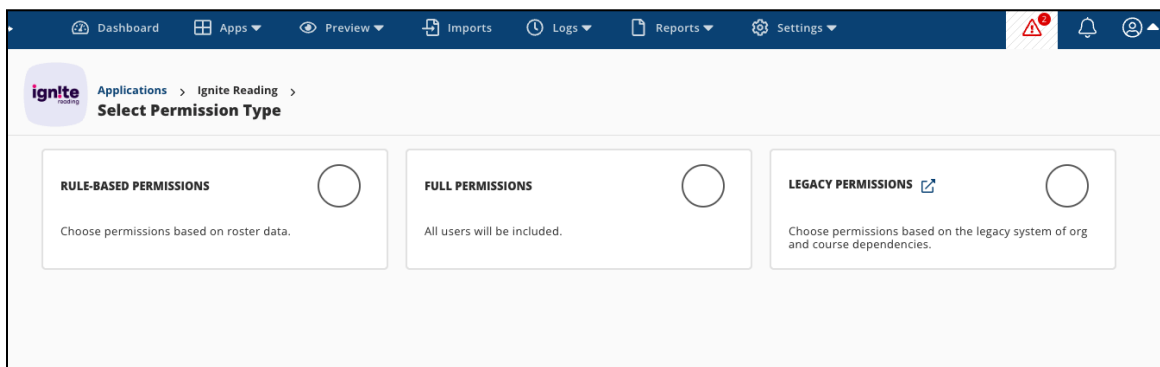 Dashboard Apps Preview Imports Logs Reports Settings 2
ign!te
reading
Applications > Ignite Reading >
Select Permission Type
RULE-BASED PERMISSIONS
Choose permissions based on roster data.
FULL PERMISSIONS
All users will be included.
LEGACY PERMISSIONS
Choose permissions based on the legacy system of org
and course dependencies.